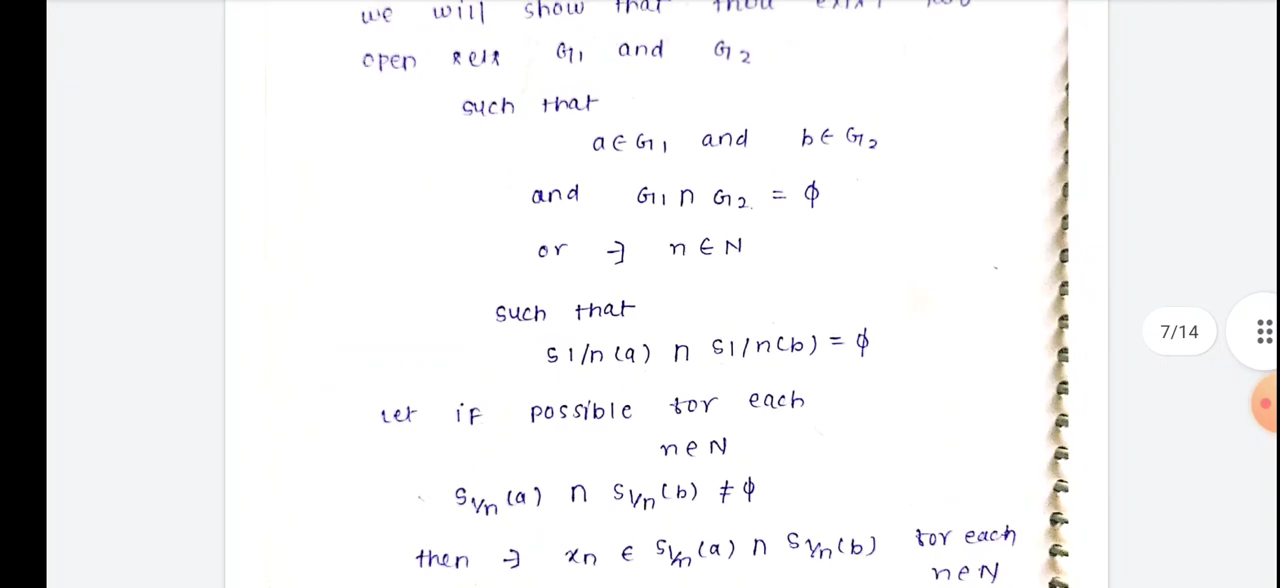 we will show that
open sets G1 and G2
such that
a ∈ G1 and b ∈ G2
and G1 ∩ G2 = ϕ
or ∃ n ∈ N
such that
S1/n(a) ∩ S1/n(b) = ϕ
Let if possible for each
n ∈ N
S1/n(a) ∩ S1/n(b) ≠ ϕ
then ∃ xn ∈ S1/n(a) ∩ S1/n(b) for each
n ∈ N
7/14